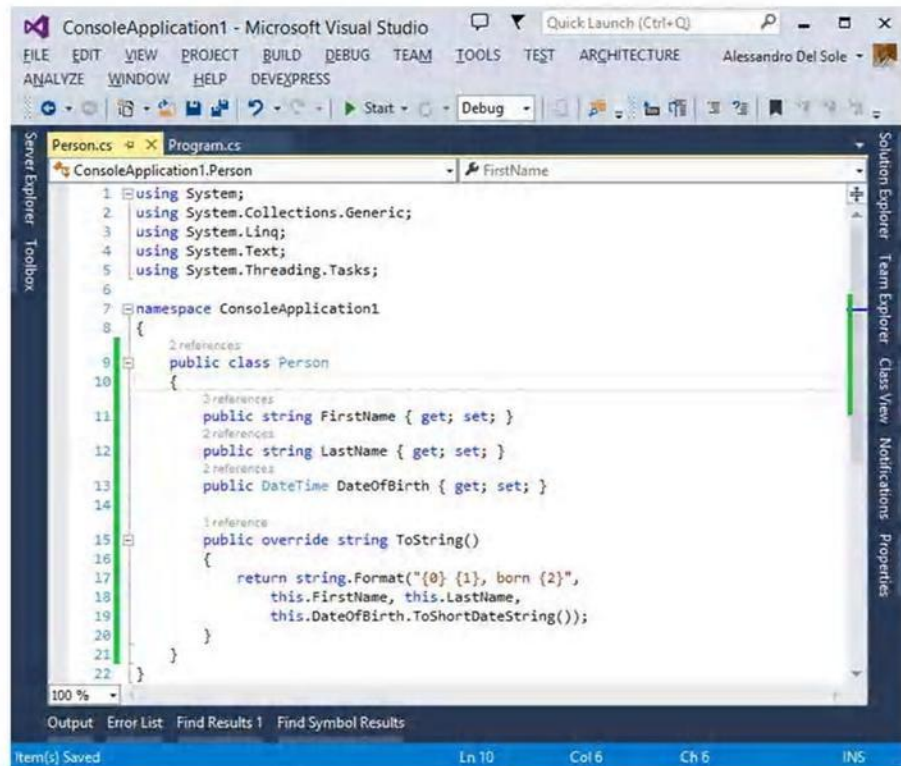 ConsoleApplication1 - Microsoft Visual Studio
Quick Launch (Ctrl+Q)
FILE EDIT VIEW PROJECT BUILD DEBUG TEAM TOOLS TEST ARCHITECTURE Alessandro Del Sole
ANALYZE WINDOW HELP DEVEXPRESS
Start Debug
Server Explorer
Toolbox
Person.cs Program.cs
ConsoleApplication1.Person FirstName
1 using System;
2 using System.Collections.Generic;
3 using System.Linq;
4 using System.Text;
5 using System.Threading.Tasks;
6
7 namespace ConsoleApplication1
8 {
2 references
9 public class Person
10 {
3 references
11 public string FirstName { get; set; }
2 references
12 public string LastName { get; set; }
2 references
13 public DateTime DateOfBirth { get; set; }
14
1 reference
15 public override string ToString()
16 {
17 return string.Format("{0} {1}, born {2}",
18 this.FirstName, this.LastName,
19 this.DateOfBirth.ToShortDateString());
20 }
21 }
22 }
100 %
Solution Explorer
Team Explorer
Class View
Notifications
Properties
Output Error List Find Results 1 Find Symbol Results
Item(s) Saved Ln 10 Col 6 Ch 6 INS